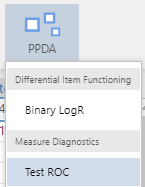 PPDA
Differential Item Functioning
Binary LogR
Measure Diagnostics
Test ROC